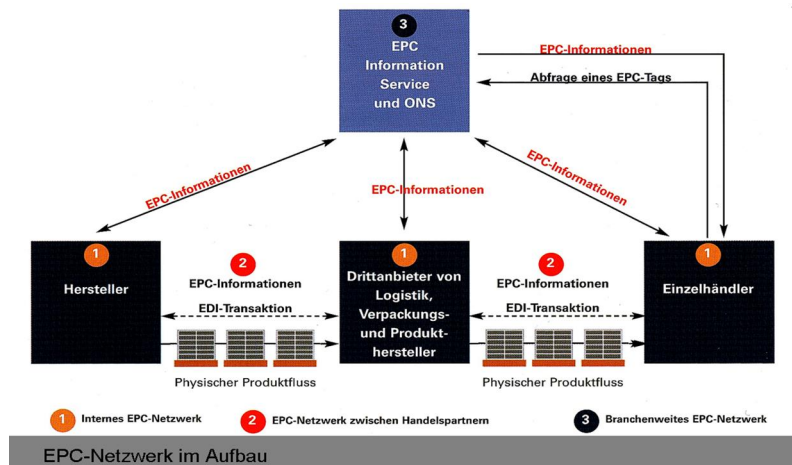 3
EPC
Information
Service
und ONS
EPC-Informationen
Abfrage eines EPC-Tags
EPC-Informationen
EPC-Informationen
EPC-Informationen
1
Hersteller
2
EPC-Informationen
EDI-Transaktion
Physischer Produktfluss
1
Drittanbieter von
Logistik,
Verpackungs-
und Produkt-
hersteller
2
EPC-Informationen
EDI-Transaktion
Physischer Produktfluss
1
Einzelhändler
1 Internes EPC-Netzwerk
2 EPC-Netzwerk zwischen Handelspartnern
3 Branchenweites EPC-Netzwerk
EPC-Netzwerk im Aufbau